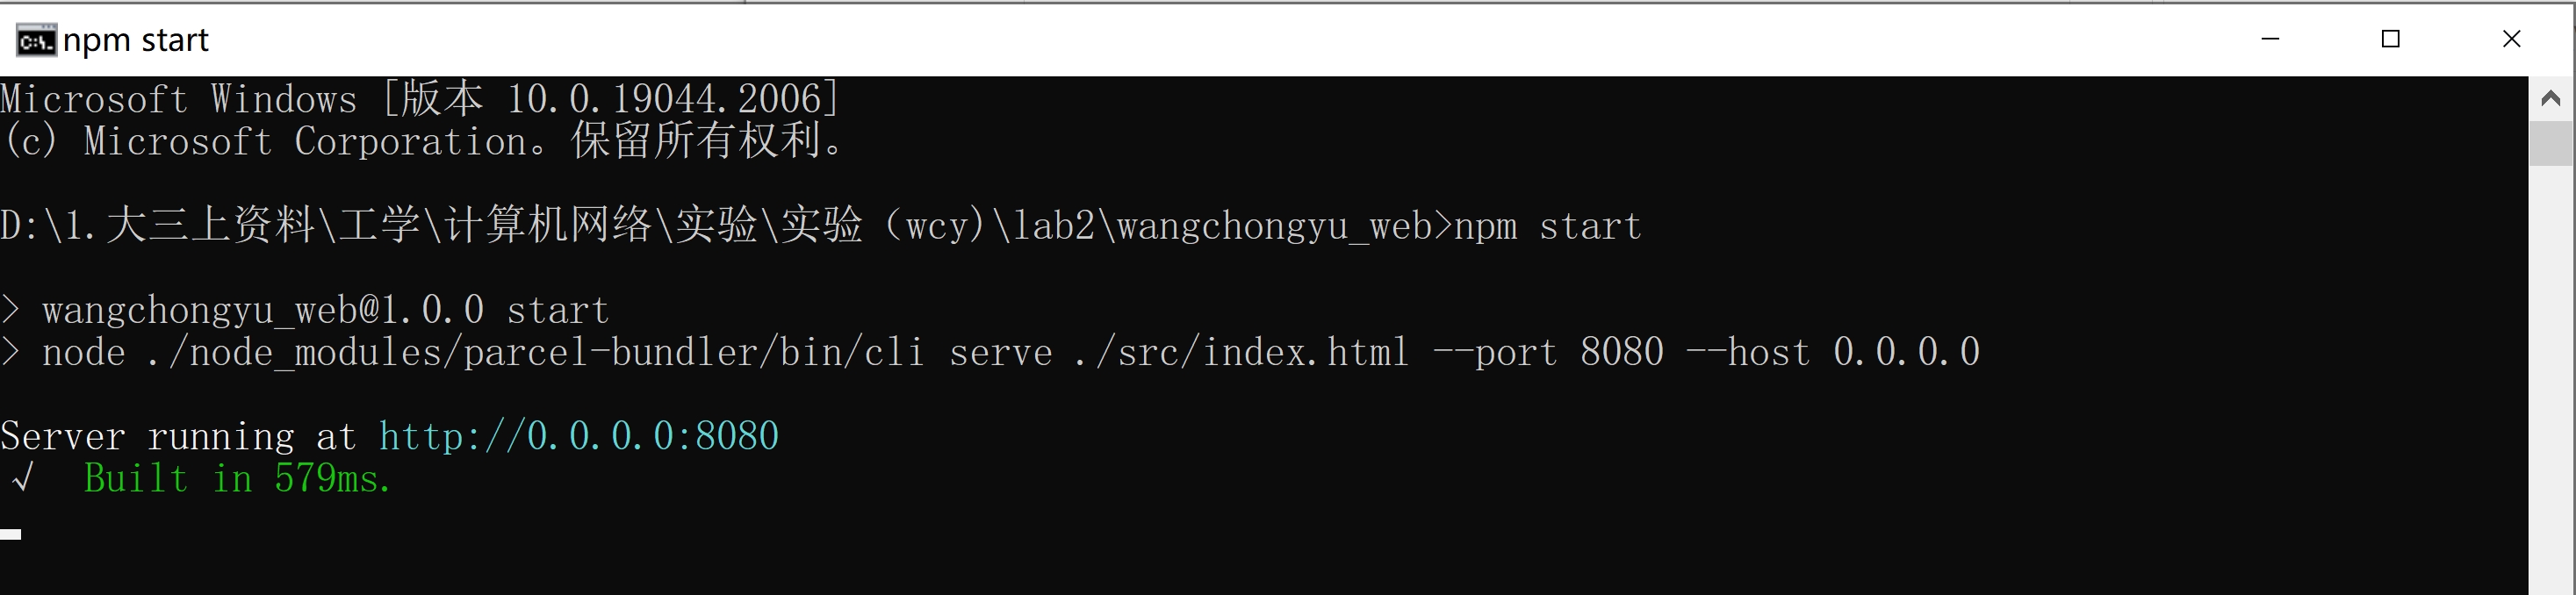 npm start
Microsoft Windows [版本 10.0.19044.2006]
(c) Microsoft Corporation。保留所有权利。
D:\1.大三上资料\工学\计算机网络\实验\实验（wcy)\lab2\wangchongyu_web>npm start
> wangchongyu_web@1.0.0 start
> node ./node_modules/parcel-bundler/bin/cli serve ./src/index.html --port 8080 --host 0.0.0.0
Server running at http://0.0.0.0:8080
√  Built in 579ms.